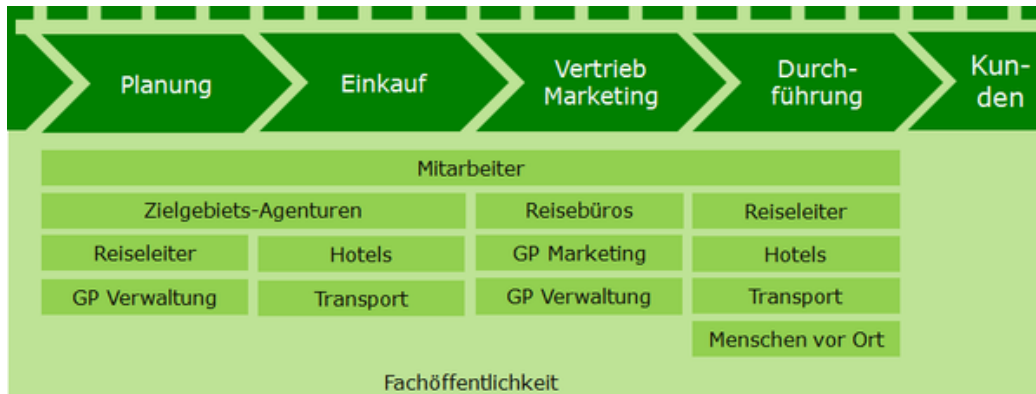 Planung
Einkauf
Vertrieb
Marketing
Durch-
führung
Kun-
den
Mitarbeiter
Zielgebiets-Agenturen
Reisebüros
Reiseleiter
Reiseleiter
Hotels
GP Marketing
Hotels
GP Verwaltung
Transport
GP Verwaltung
Transport
Menschen vor Ort
Fachöffentlichkeit